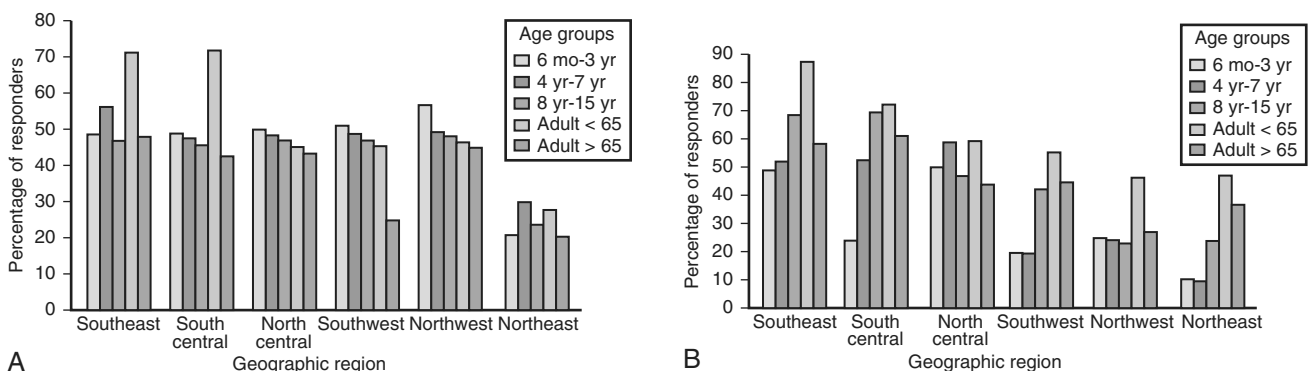 80
70
60
50
40
30
20
10
0
Percentage of responders
Age groups
6 mo-3 yr
4 yr-7 yr
8 yr-15 yr
Adult < 65
Adult > 65
Southeast
South
central
North
central
Southwest
Northwest
Northeast
Geographic region
A
90
80
70
60
50
40
30
20
10
0
Percentage of responders
Age groups
6 mo-3 yr
4 yr-7 yr
8 yr-15 yr
Adult < 65
Adult > 65
Southeast
South
central
North
central
Southwest
Northwest
Northeast
Geographic region
B